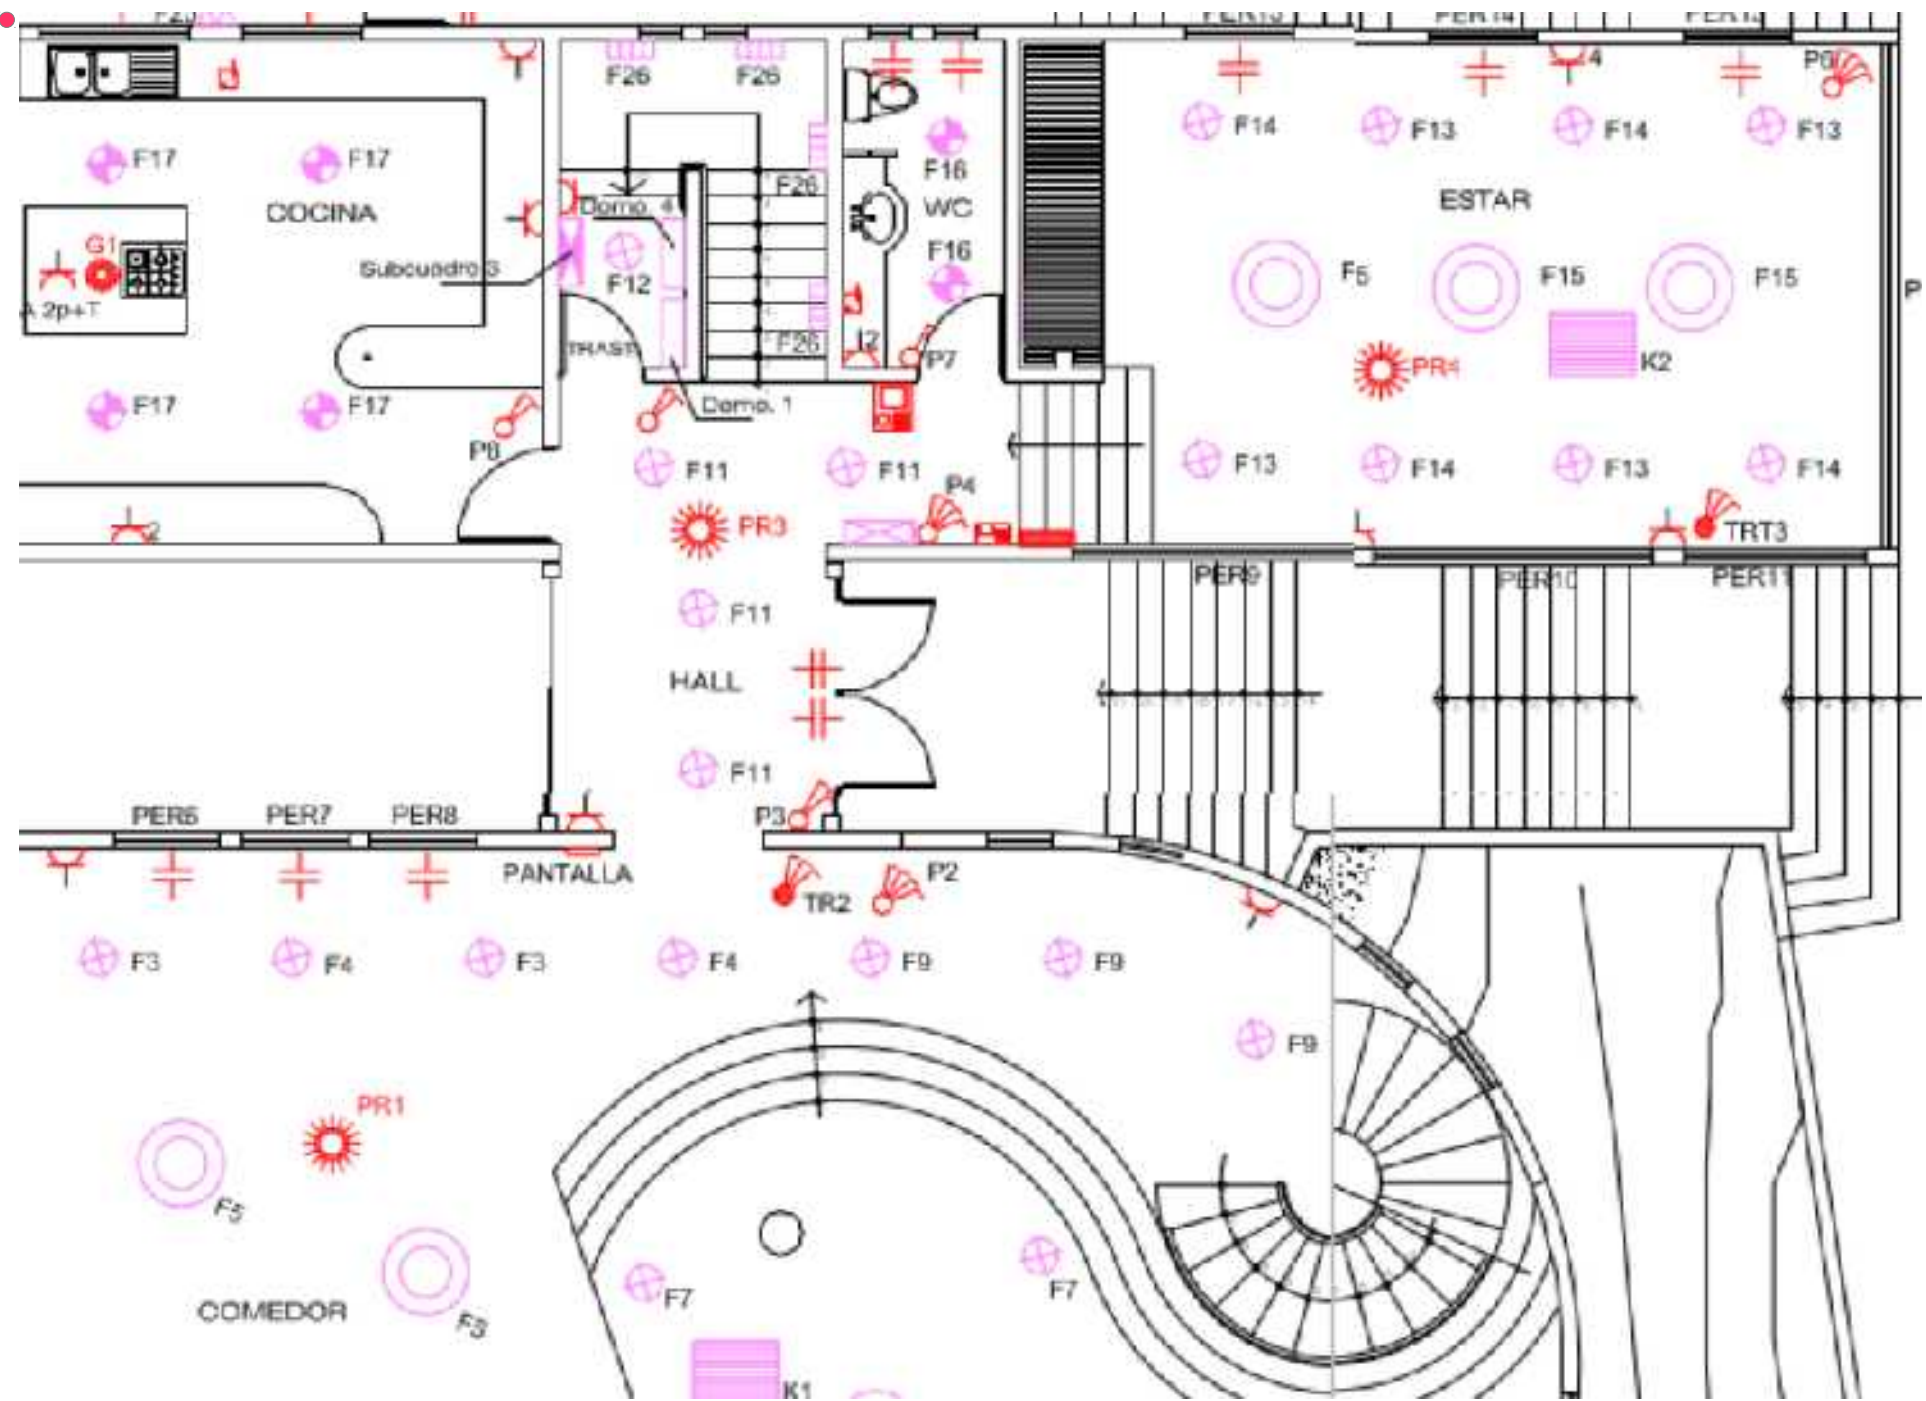 F26
F26
F14
F13
F14
F13
F17
F17
COCINA
F16
WC
F16
F26
Domo. 4
ESTAR
G1
Subcuadro 3
F12
F15
F15
A 2p+T
TRAST
F26
P7
PR4
K2
F17
F17
Domo. 1
F11
F11
P4
F13
F14
F13
F14
PR3
TRT3
PER9
PER10
PER11
F11
HALL
F11
PER6
PER7
PER8
P3
PANTALLA
TR2
P2
F3
F4
F3
F4
F9
F9
F9
PR1
F5
COMEDOR
F7
F7
K1